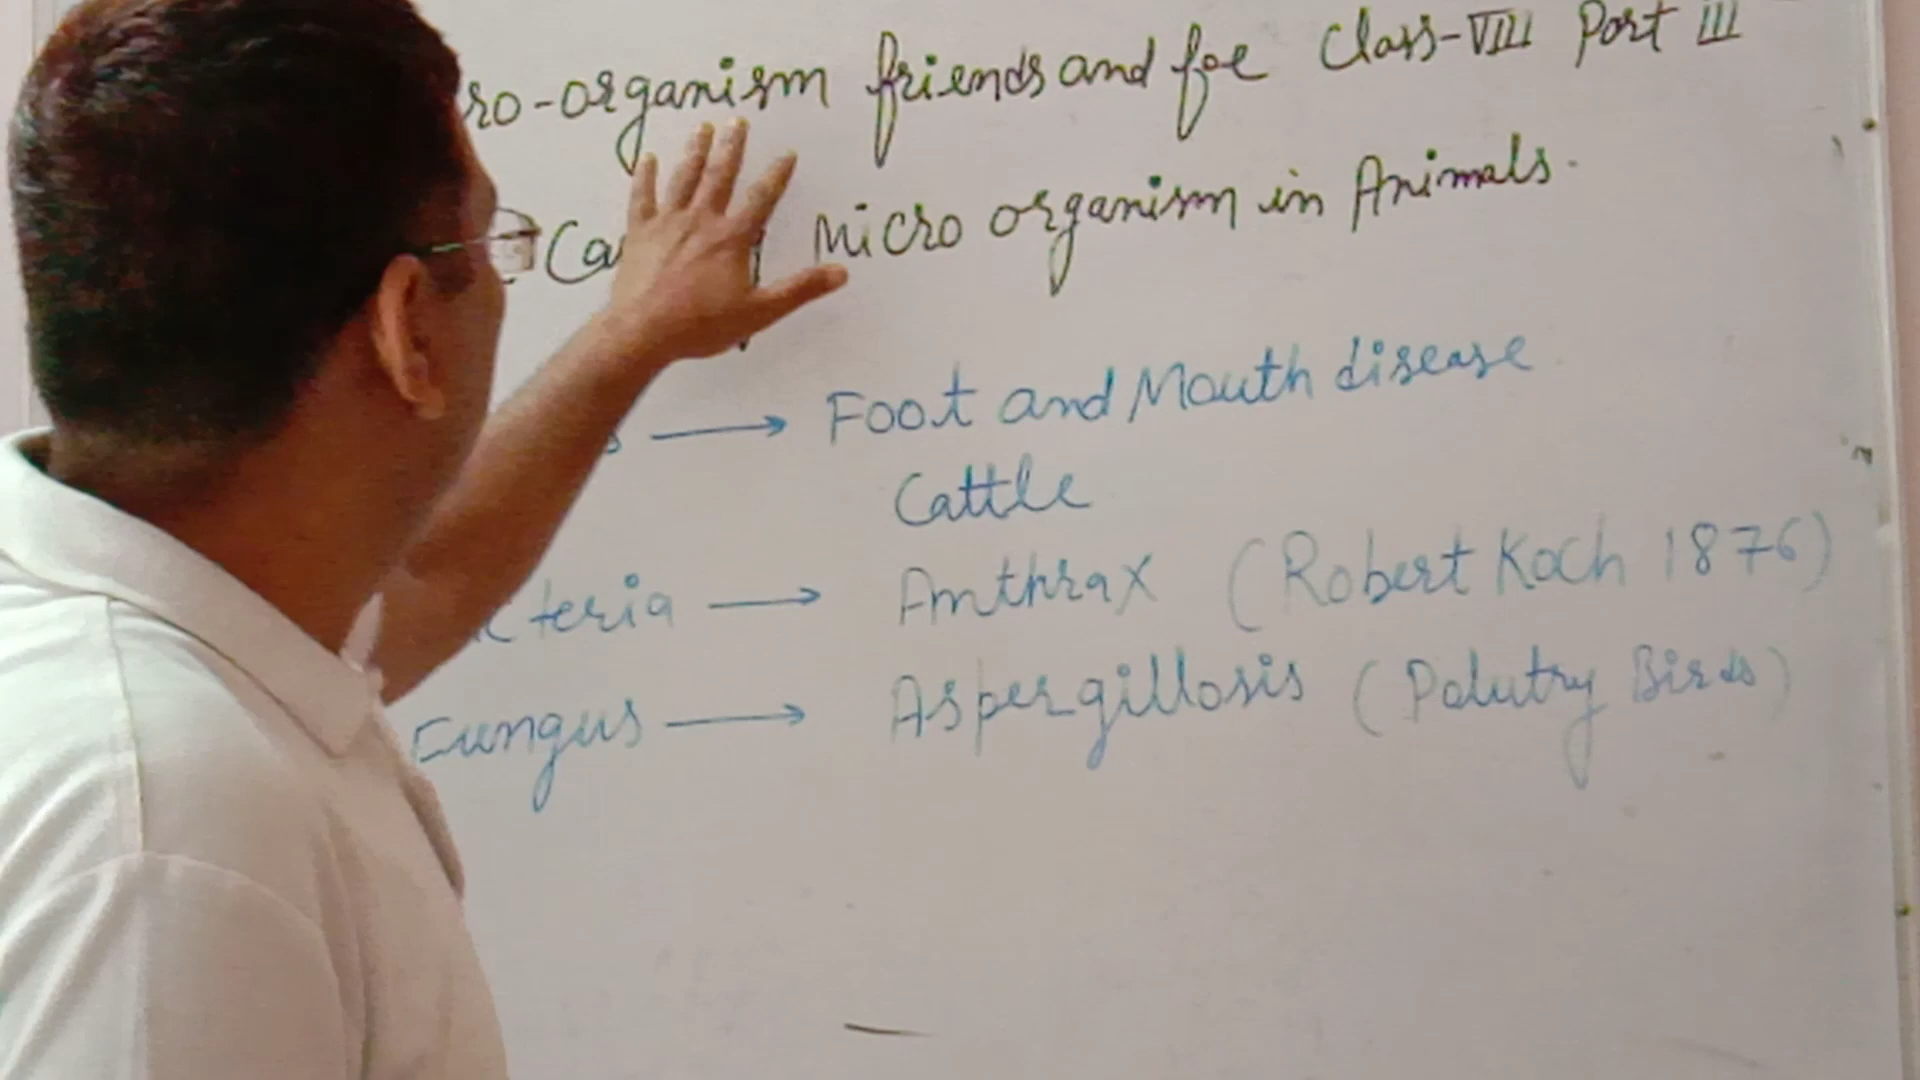 ro-organism friends and foe Class-VIII Part III
micro organism in Animals.
s → Foot and Mouth disease
Cattle
cteria → Anthrax (Robert Koch 1876)
Fungus → Aspergillosis (Polutry Birds)